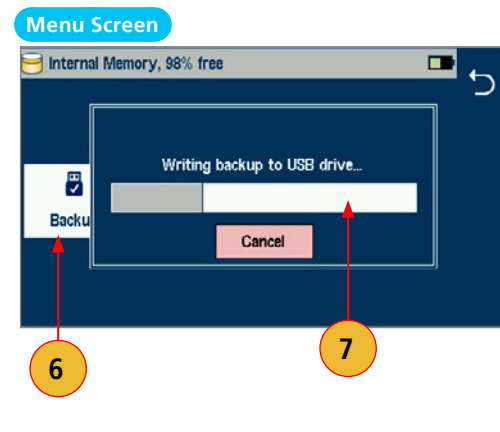 Menu Screen
Internal Memory, 98% free
Writing backup to USB drive...
Backu
Cancel
6
7